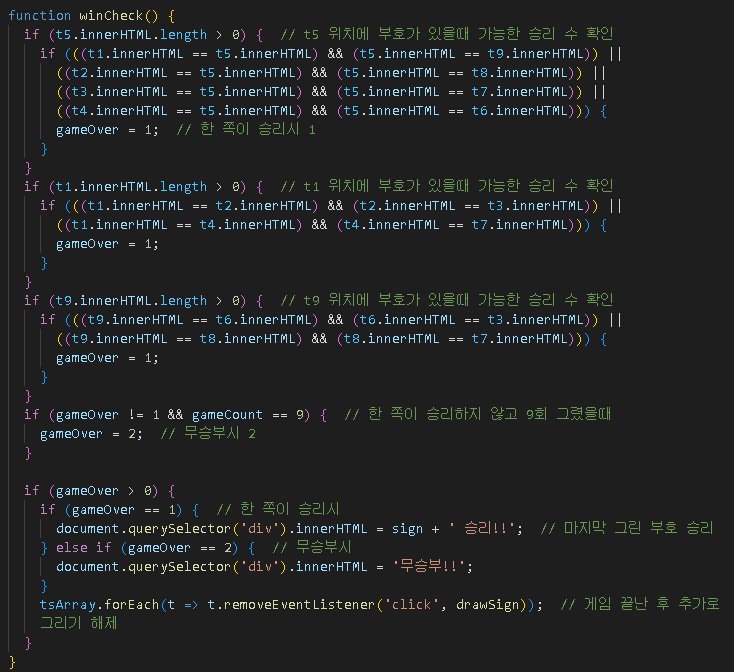 function winCheck() {
if (t5.innerHTML.length > 0) {  // t5 위치에 부호가 있을때 가능한 승리 수 확인
if (((t1.innerHTML == t5.innerHTML) && (t5.innerHTML == t9.innerHTML)) ||
((t2.innerHTML == t5.innerHTML) && (t5.innerHTML == t8.innerHTML)) ||
((t3.innerHTML == t5.innerHTML) && (t5.innerHTML == t7.innerHTML)) ||
((t4.innerHTML == t5.innerHTML) && (t5.innerHTML == t6.innerHTML))) {
gameOver = 1;  // 한 쪽이 승리시 1
}
}
if (t1.innerHTML.length > 0) {  // t1 위치에 부호가 있을때 가능한 승리 수 확인
if (((t1.innerHTML == t2.innerHTML) && (t2.innerHTML == t3.innerHTML)) ||
((t1.innerHTML == t4.innerHTML) && (t4.innerHTML == t7.innerHTML))) {
gameOver = 1;
}
}
if (t9.innerHTML.length > 0) {  // t9 위치에 부호가 있을때 가능한 승리 수 확인
if (((t9.innerHTML == t6.innerHTML) && (t6.innerHTML == t3.innerHTML)) ||
((t9.innerHTML == t8.innerHTML) && (t8.innerHTML == t7.innerHTML))) {
gameOver = 1;
}
}
if (gameOver != 1 && gameCount == 9) {  // 한 쪽이 승리하지 않고 9회 그렸을때
gameOver = 2;  // 무승부시 2
}
if (gameOver > 0) {
if (gameOver == 1) {  // 한 쪽이 승리시
document.querySelector('div').innerHTML = sign + ' 승리!!';  // 마지막 그린 부호 승리
} else if (gameOver == 2) {  // 무승부시
document.querySelector('div').innerHTML = '무승부!!';
}
tsArray.forEach(t => t.removeEventListener('click', drawSign));  // 게임 끝난 후 추가로
그리기 해제
}
}